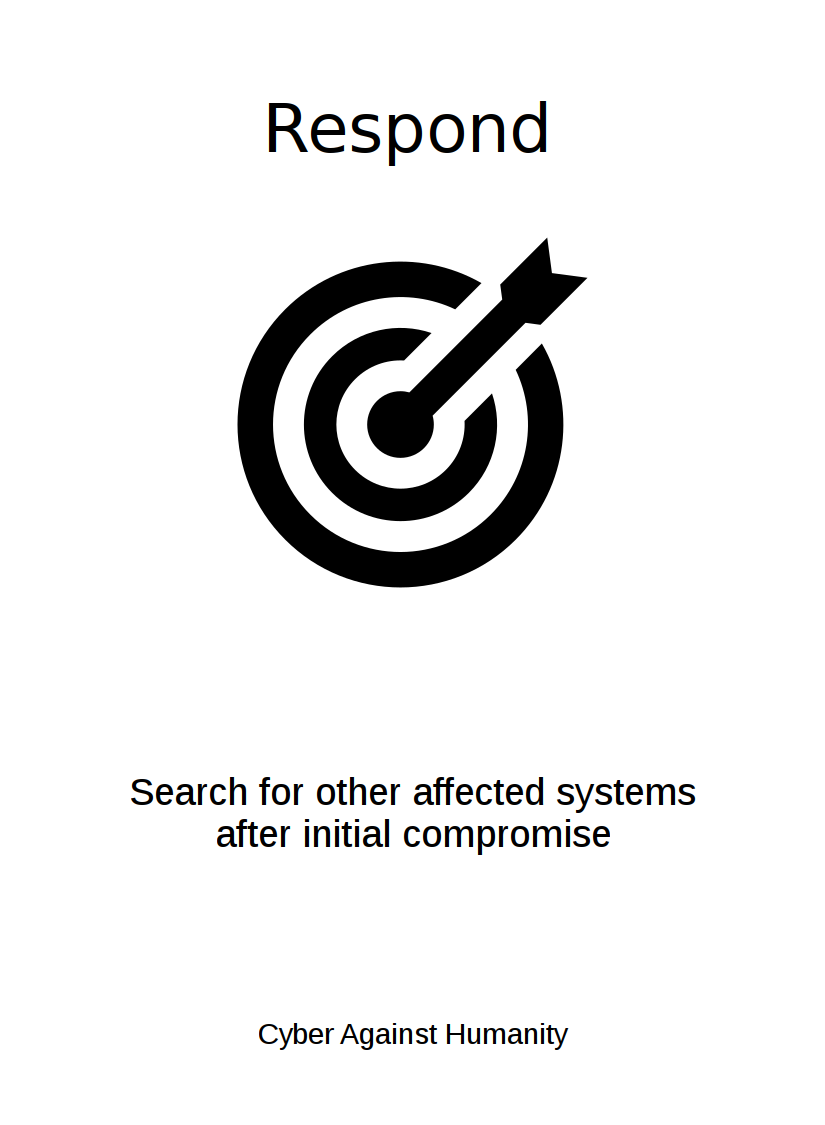 Respond
Search for other affected systems
after initial compromise
Cyber Against Humanity